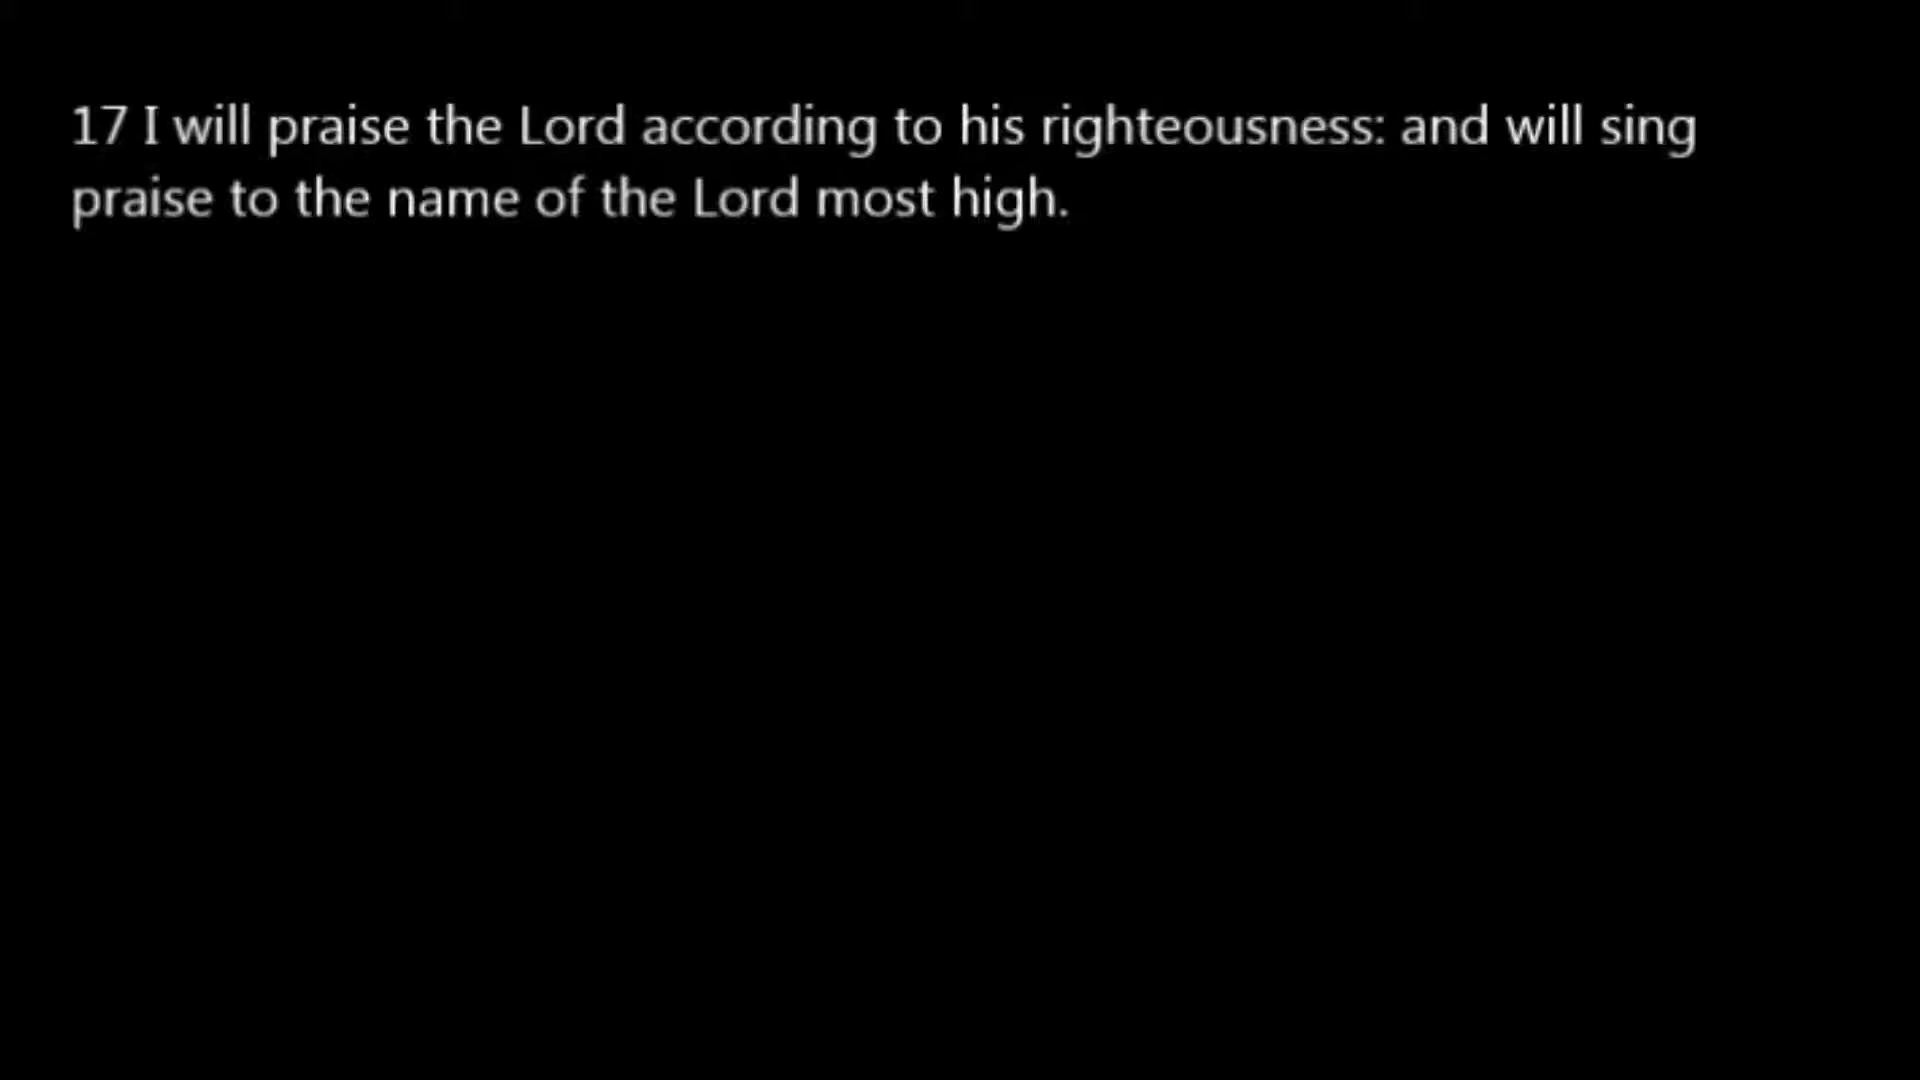 17 I will praise the Lord according to his righteousness: and will sing
praise to the name of the Lord most high.